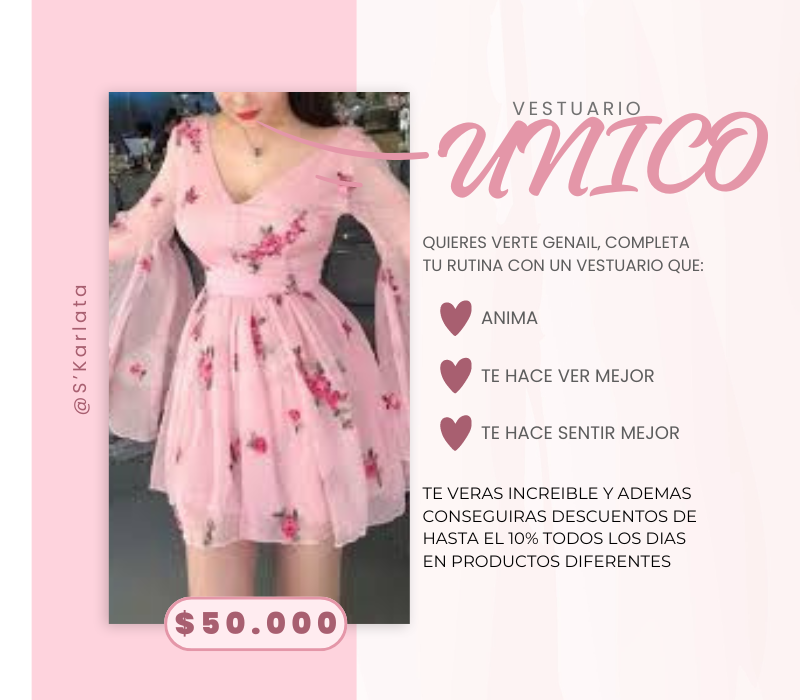 VESTUARIO
UNICO
QUIERES VERTE GENAIL, COMPLETA
TU RUTINA CON UN VESTUARIO QUE:
ANIMA
TE HACE VER MEJOR
TE HACE SENTIR MEJOR
TE VERAS INCREIBLE Y ADEMAS
CONSEGUIRAS DESCUENTOS DE
HASTA EL 10% TODOS LOS DIAS
EN PRODUCTOS DIFERENTES
@S'Karlata
$50.000